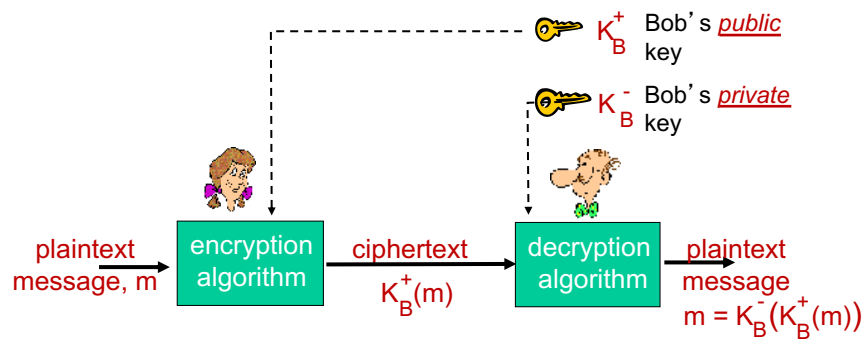 K_B^+ Bob's public
key
K_B^- Bob's private
key
plaintext
message, m
encryption
algorithm
ciphertext
K_B^+(m)
decryption
algorithm
plaintext
message
m = K_B^-(K_B^+(m))